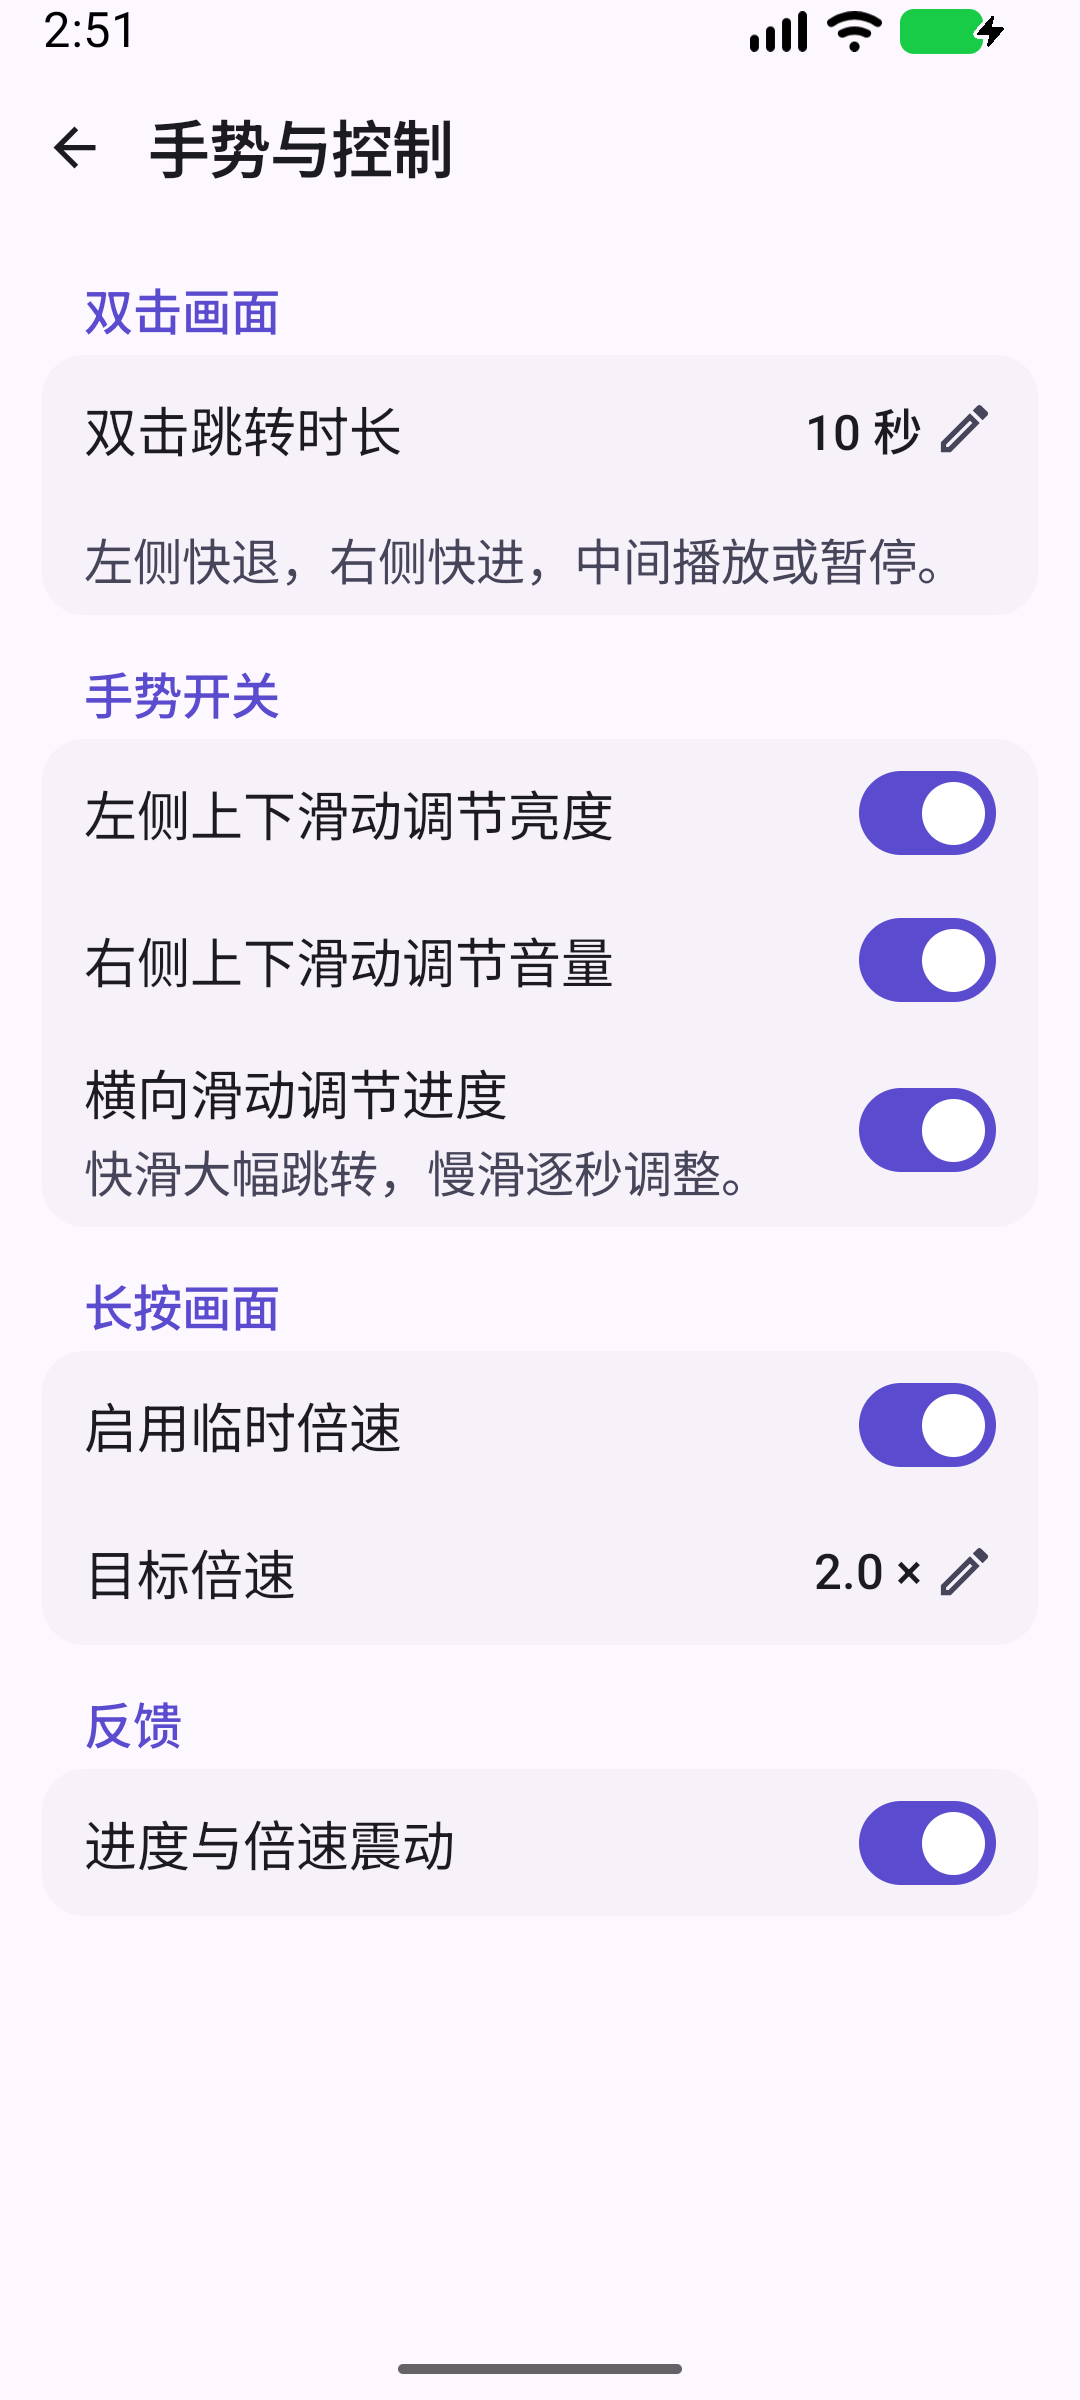 2:51
手势与控制
双击画面
双击跳转时长
10 秒
左侧快退，右侧快进，中间播放或暂停。
手势开关
左侧上下滑动调节亮度
右侧上下滑动调节音量
横向滑动调节进度
快滑大幅跳转，慢滑逐秒调整。
长按画面
启用临时倍速
目标倍速
2.0 ×
反馈
进度与倍速震动